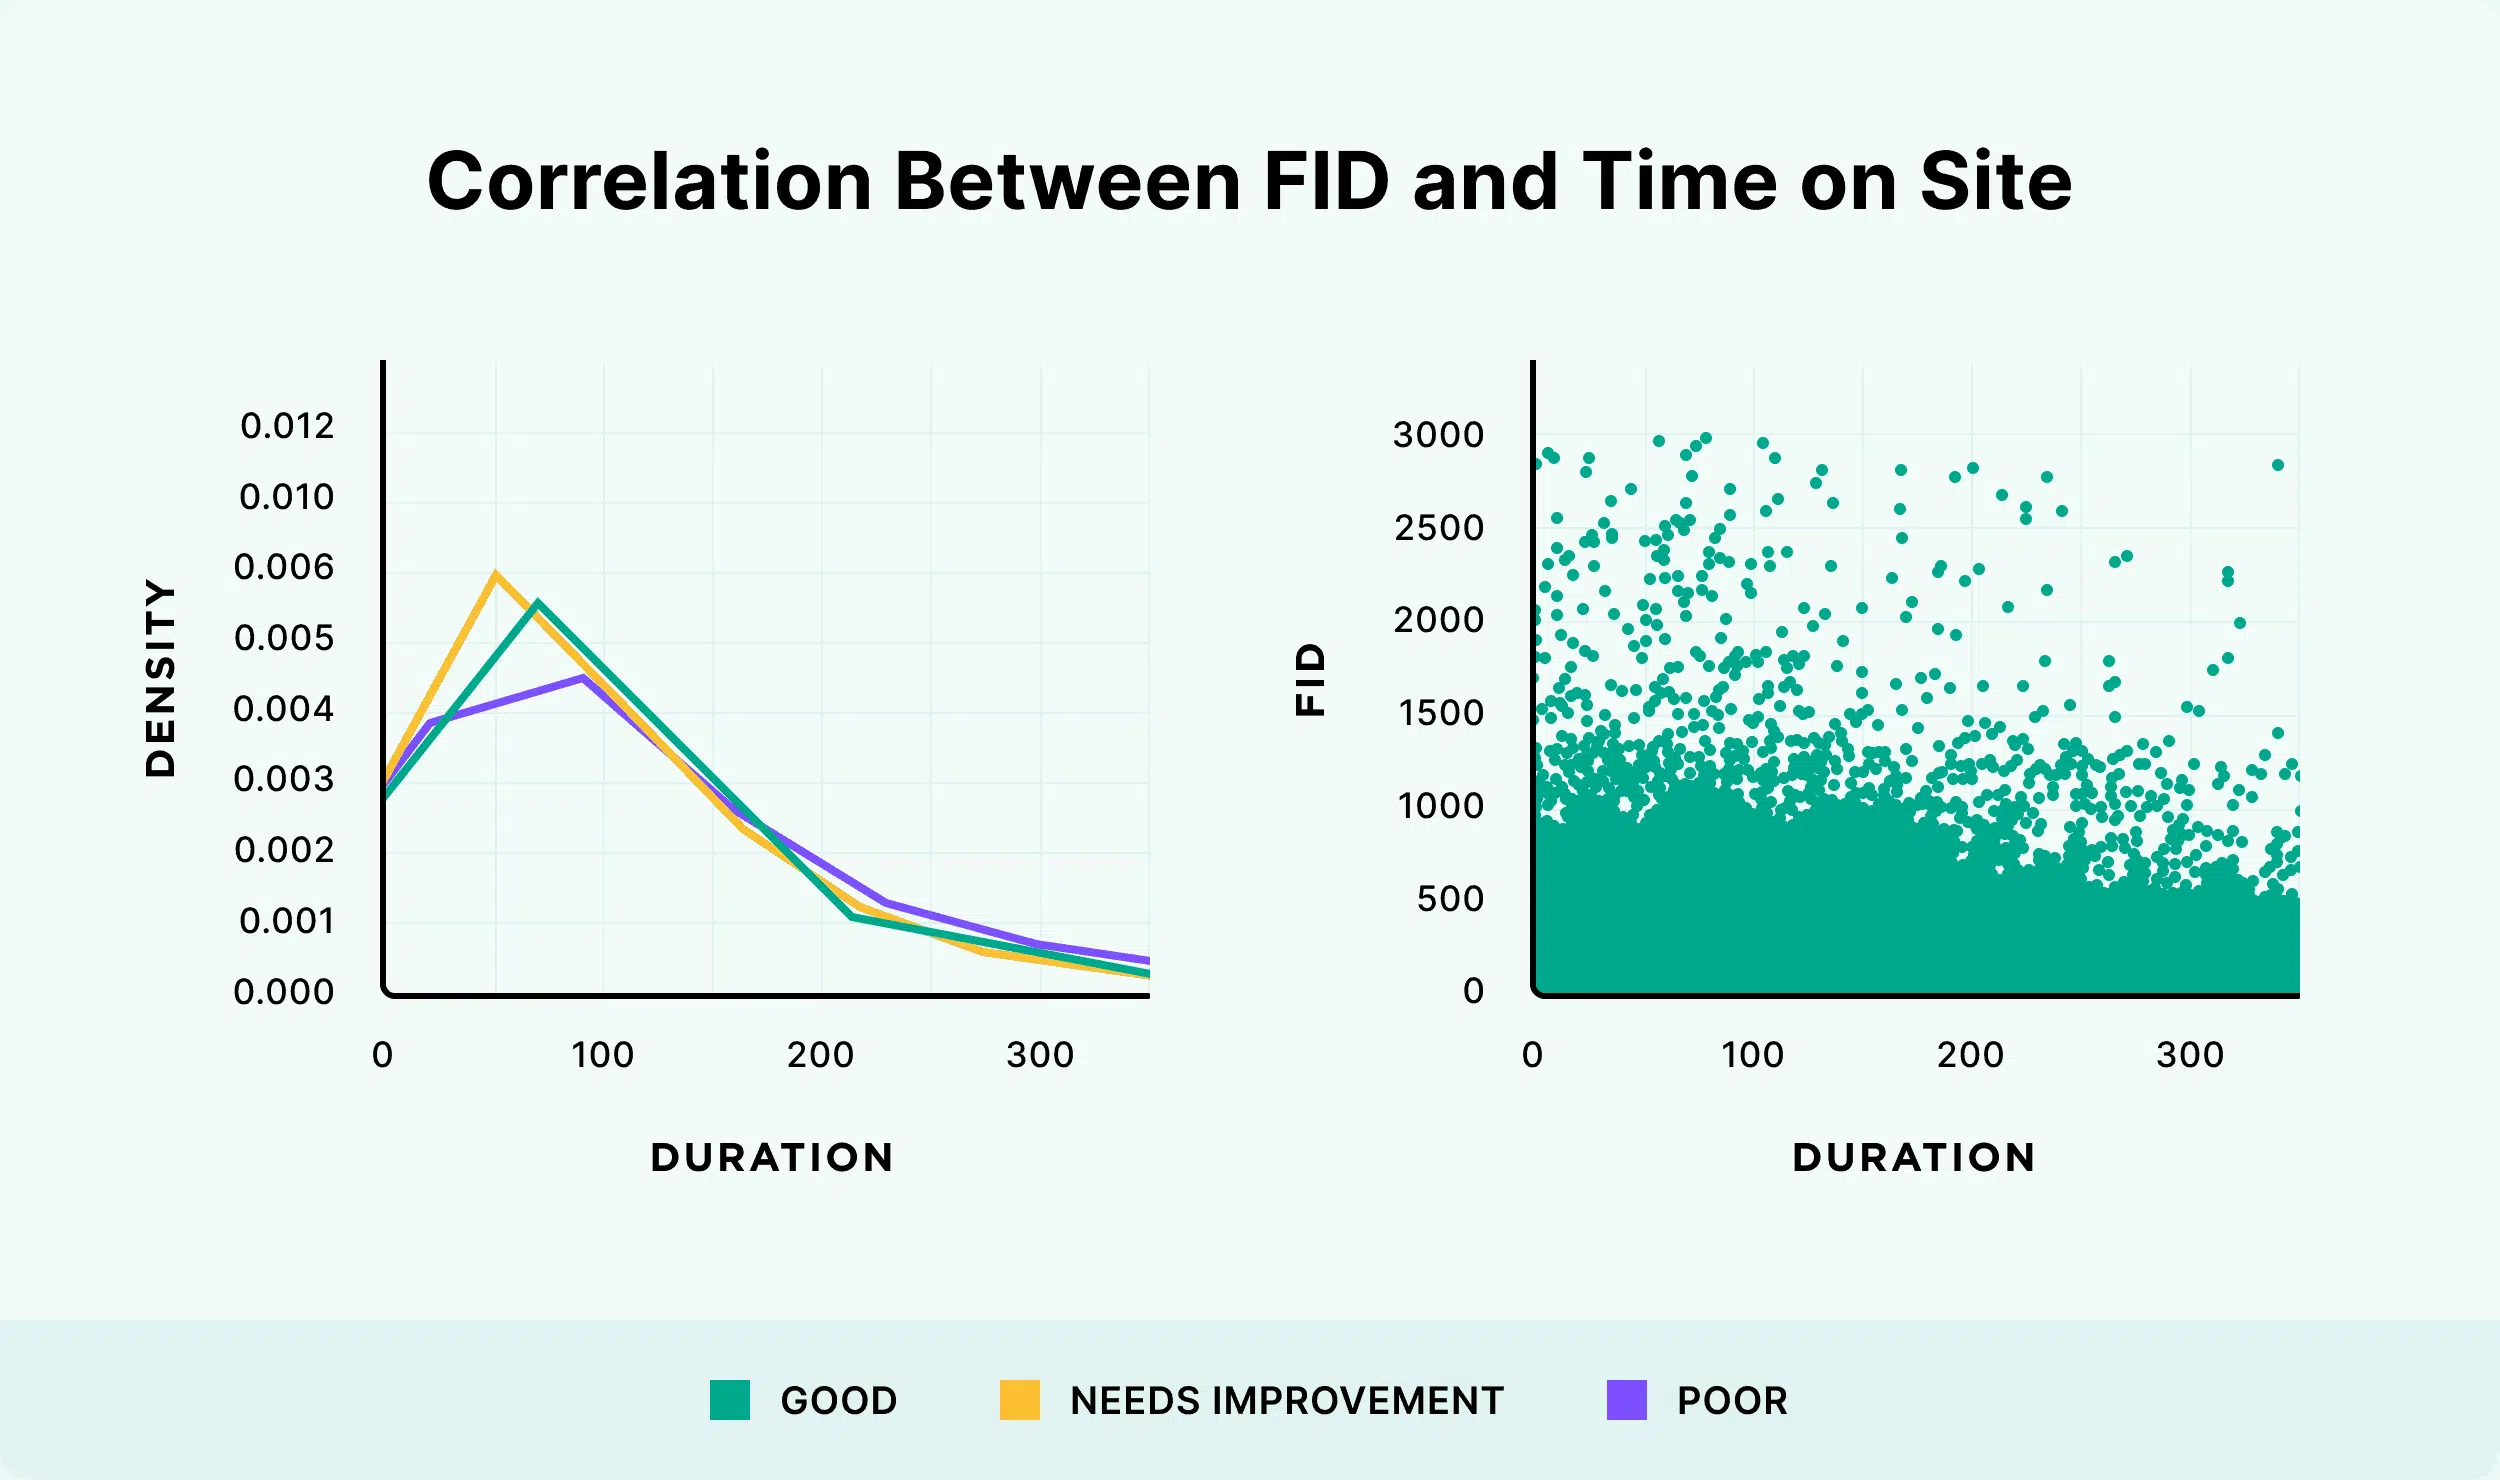 Correlation Between FID and Time on Site
DENSITY
0.012
0.010
0.006
0.005
0.004
0.003
0.002
0.001
0.000
0 100 200 300
DURATION
FID
3000
2500
2000
1500
1000
500
0
0 100 200 300
DURATION
GOOD NEEDS IMPROVEMENT POOR